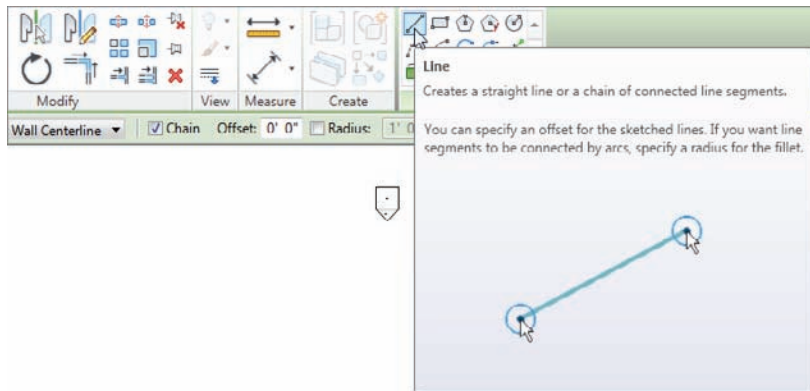 Modify
View
Measure
Create
Wall Centerline
Chain
Offset: 0' 0"
Radius:
1' 0
Line
Creates a straight line or a chain of connected line segments.
You can specify an offset for the sketched lines. If you want line
segments to be connected by arcs, specify a radius for the fillet.